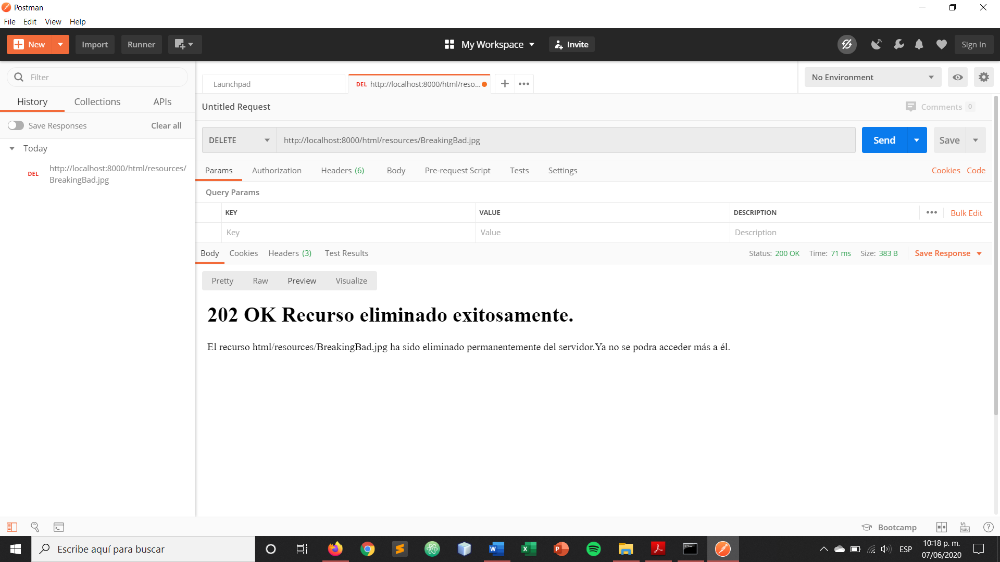 Postman
File Edit View Help
New Import Runner My Workspace Invite Sign In
Filter
History Collections APIs
Save Responses Clear all
Today
DEL http://localhost:8000/html/resources/
BreakingBad.jpg
Launchpad DEL http://localhost:8000/html/reso... No Environment
Untitled Request Comments 0
DELETE http://localhost:8000/html/resources/BreakingBad.jpg Send Save
Params Authorization Headers (6) Body Pre-request Script Tests Settings Cookies Code
Query Params
KEY VALUE DESCRIPTION Bulk Edit
Key Value Description
Body Cookies Headers (3) Test Results Status: 200 OK Time: 71 ms Size: 383 B Save Response
Pretty Raw Preview Visualize
202 OK Recurso eliminado exitosamente.
El recurso html/resources/BreakingBad.jpg ha sido eliminado permanentemente del servidor.Ya no se podra acceder más a él.
Bootcamp
Escribe aquí para buscar ESP 10:18 p. m.
07/06/2020